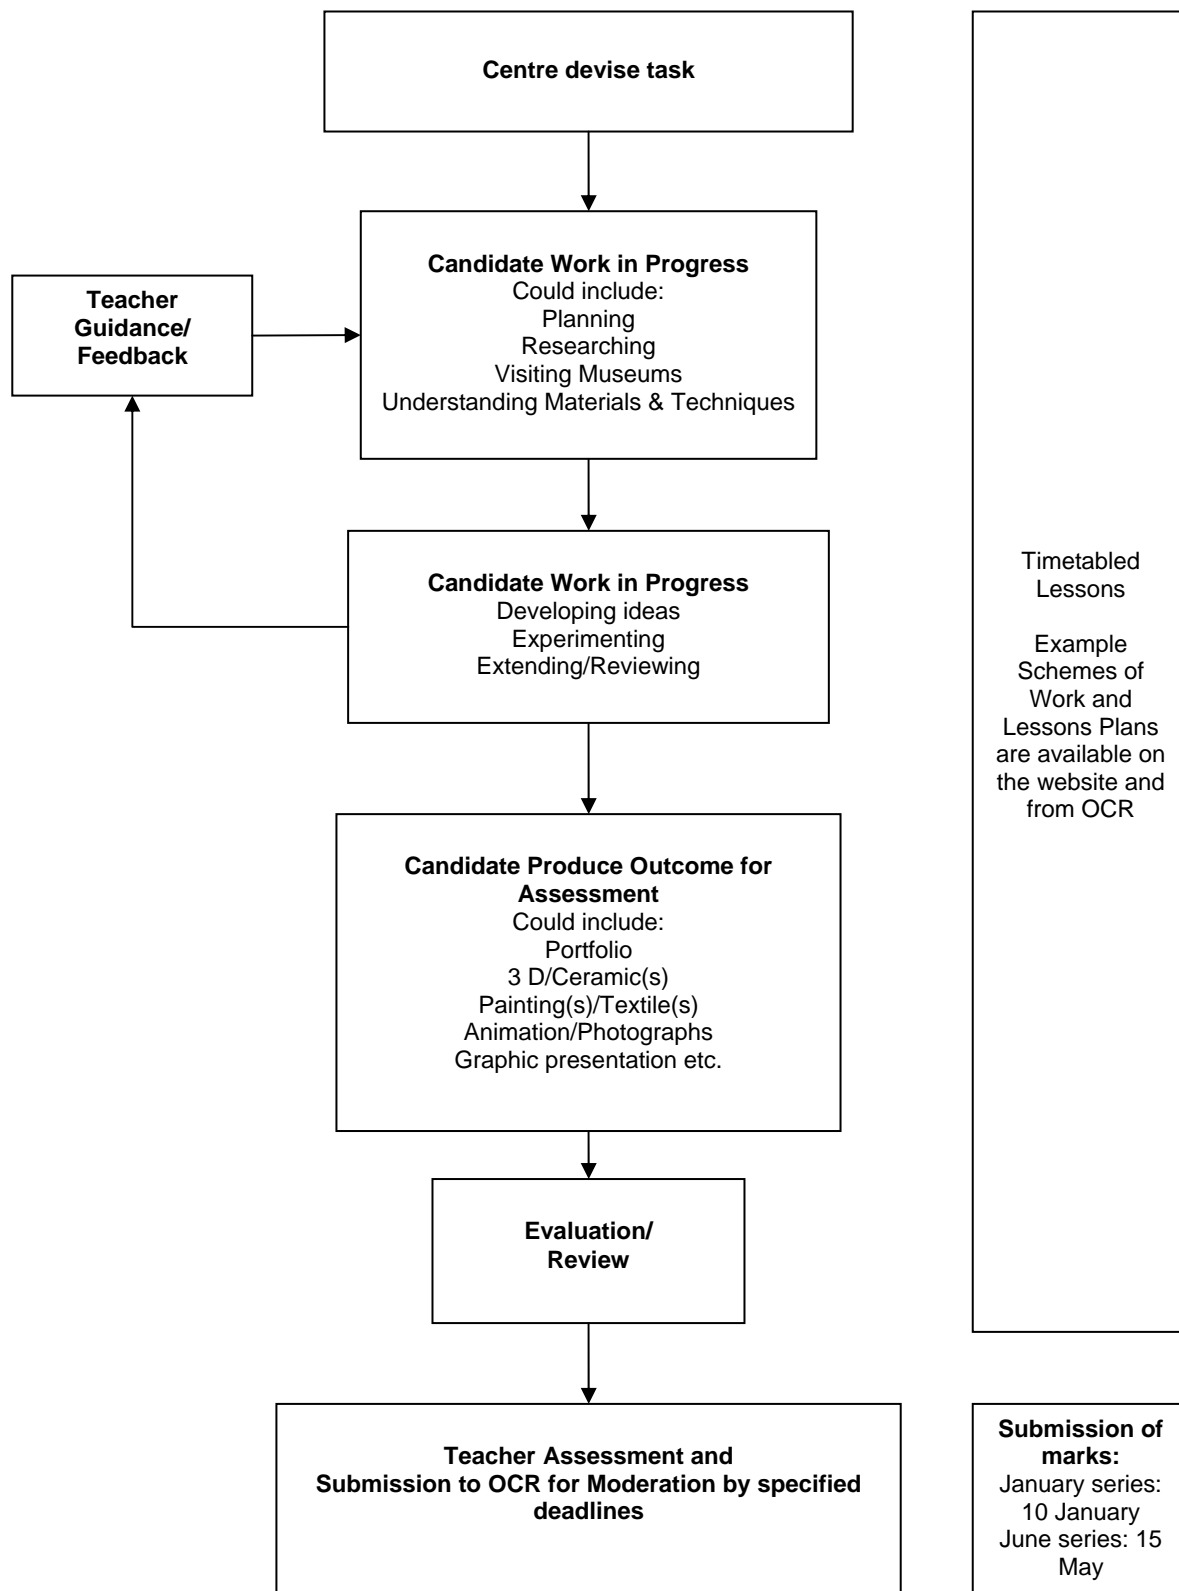 Centre devise task
Candidate Work in Progress
Could include:
Planning
Researching
Visiting Museums
Understanding Materials & Techniques
Teacher
Guidance/
Feedback
Candidate Work in Progress
Developing ideas
Experimenting
Extending/Reviewing
Candidate Produce Outcome for
Assessment
Could include:
Portfolio
3 D/Ceramic(s)
Painting(s)/Textile(s)
Animation/Photographs
Graphic presentation etc.
Evaluation/
Review
Teacher Assessment and
Submission to OCR for Moderation by specified
deadlines
Timetabled
Lessons
Example
Schemes of
Work and
Lessons Plans
are available on
the website and
from OCR
Submission of
marks:
January series:
10 January
June series: 15
May